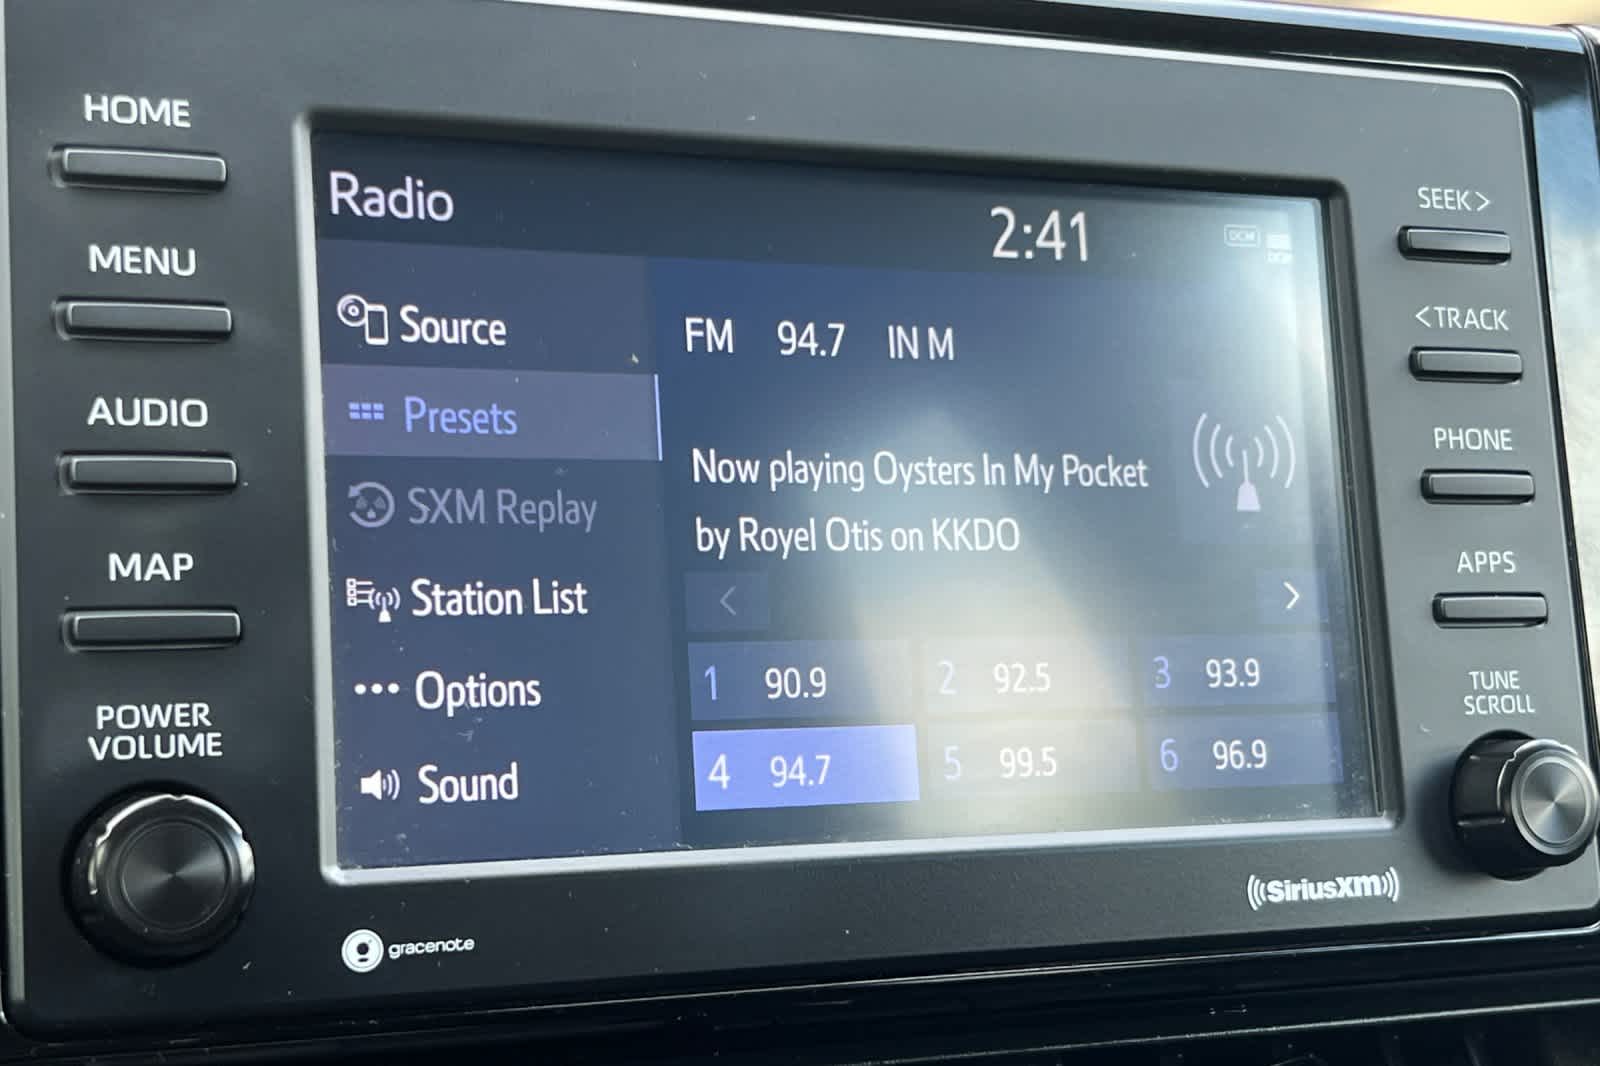 HOME
MENU
AUDIO
MAP
POWER
VOLUME
Radio
2:41
DCM
DCM
Source
Presets
SXM Replay
Station List
Options
Sound
FM 94.7 IN M
Now playing Oysters In My Pocket
by Royel Otis on KKDO
< >
1 90.9 2 92.5 3 93.9
4 94.7 5 99.5 6 96.9
SEEK >
< TRACK
PHONE
APPS
TUNE
SCROLL
gracenote
((SiriusXM))